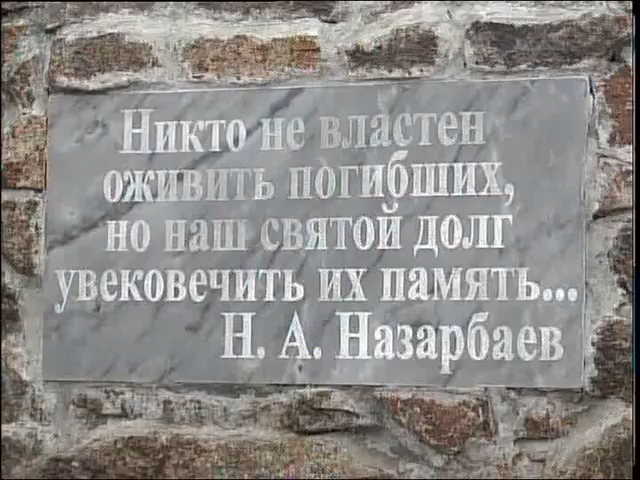 Никто не властен
оживить погибших,
но наш святой долг
увековечить их память...
Н. А. Назарбаев